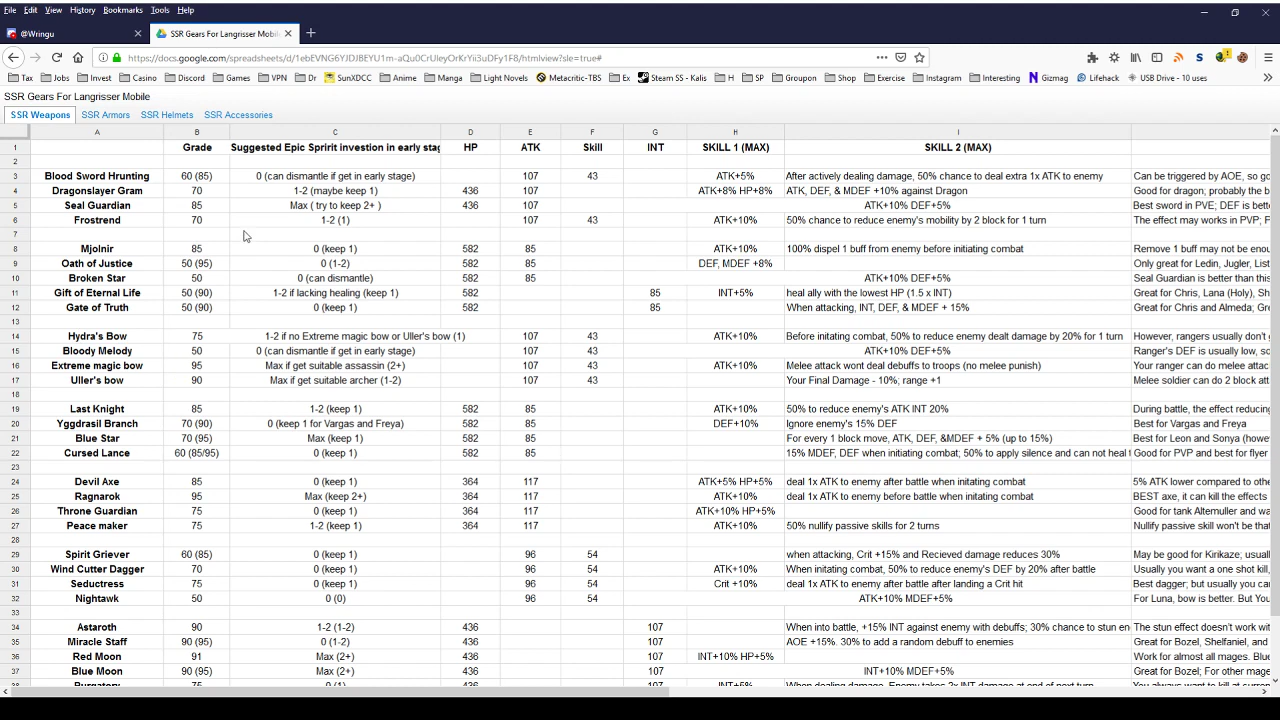 File Edit View History Bookmarks Tools Help
@Wringu
SSR Gears For Langrisser Mobile
https://docs.google.com/spreadsheets/d/1ebEVNG6YJDJBEYU1m-aQu0CrUleyOrKrYii3uDFy1F8/htmlview?sle=true#
Tax Jobs Invest Casino Discord Games VPN Dr SunXDCC Anime Manga Light Novels Metacritic-TBS Ex Steam SS - Kalis H SP Groupon Shop Exercise Instagram Interesting Gizmag Lifehack USB Drive - 10 uses
SSR Gears For Langrisser Mobile
SSR Weapons SSR Armors SSR Helmets SSR Accessories
A B C D E F G H I
1 Grade Suggested Epic Spririt investion in early stag HP ATK Skill INT SKILL 1 (MAX) SKILL 2 (MAX)
2
3 Blood Sword Hrunting 60 (85) 0 (can dismantle if get in early stage) 107 43 ATK+5% After actively dealing damage, 50% chance to deal extra 1x ATK to enemy Can be triggered by AOE, so go
4 Dragonslayer Gram 70 1-2 (maybe keep 1) 436 107 ATK+8% HP+8% ATK, DEF, & MDEF +10% against Dragon Good for dragon; probably the b
5 Seal Guardian 85 Max ( try to keep 2+ ) 436 107 ATK+10% DEF+5% Best sword in PVE; DEF is bette
6 Frostrend 70 1-2 (1) 107 43 ATK+10% 50% chance to reduce enemy's mobility by 2 block for 1 turn The effect may works in PVP; F
7
8 Mjolnir 85 0 (keep 1) 582 85 ATK+10% 100% dispel 1 buff from enemy before initiating combat Remove 1 buff may not be enou
9 Oath of Justice 50 (95) 0 (1-2) 582 85 DEF, MDEF +8% Only great for Ledin, Jugler, List
10 Broken Star 50 0 (can dismantle) 582 85 ATK+10% DEF+5% Seal Guardian is better than this
11 Gift of Eternal Life 50 (90) 1-2 if lacking healing (keep 1) 582 85 INT+5% heal ally with the lowest HP (1.5 x INT) Great for Chris, Lana (Holy), Sh
12 Gate of Truth 50 (90) 0 (keep 1) 582 85 When attacking, INT, DEF, & MDEF + 15% Great for Chris and Almeda; Gre
13
14 Hydra's Bow 75 1-2 if no Extreme magic bow or Uller's bow (1) 107 43 ATK+10% Before initiating combat, 50% to reduce enemy dealt damage by 20% for 1 turn However, rangers usually don't g
15 Bloody Melody 50 0 (can dismantle if get in early stage) 107 43 ATK+10% DEF+5% Ranger's DEF is usually low, sc
16 Extreme magic bow 95 Max if get suitable assassin (2+) 107 43 ATK+10% Melee attack wont deal debuffs to troops (no melee punish) Your ranger can do melee attac
17 Uller's bow 90 Max if get suitable archer (1-2) 107 43 Your Final Damage - 10%; range +1 Melee soldier can do 2 block att
18
19 Last Knight 85 1-2 (keep 1) 582 85 ATK+10% 50% to reduce enemy's ATK INT 20% During battle, the effect reducing
20 Yggdrasil Branch 70 (90) 0 (keep 1 for Vargas and Freya) 582 85 DEF+10% Ignore enemy's 15% DEF Best for Vargas and Freya
21 Blue Star 70 (95) Max (keep 1) 582 85 For every 1 block move, ATK, DEF, &MDEF + 5% (up to 15%) Best for Leon and Sonya (howe
22 Cursed Lance 60 (85/95) 0 (keep 1) 582 85 15% MDEF, DEF when initiating combat; 50% to apply silence and can not heal t Good for PVP and best for flyer
23
24 Devil Axe 85 0 (keep 1) 364 117 ATK+5% HP+5% deal 1x ATK to enemy after battle when initating combat 5% ATK lower compared to othe
25 Ragnarok 95 Max (keep 2+) 364 117 ATK+10% deal 1x ATK to enemy before battle when initating combat BEST axe, it can kill the effects
26 Throne Guardian 75 0 (keep 1) 364 117 ATK+10% HP+5% Good for tank Altemuller and wa
27 Peace maker 75 1-2 (keep 1) 364 117 ATK+10% 50% nullify passive skills for 2 turns Nullify passive skill won't be tha
28
29 Spirit Griever 60 (85) 0 (keep 1) 96 54 when attacking, Crit +15% and Recieved damage reduces 30% May be good for Kirikaze; usual
30 Wind Cutter Dagger 70 0 (keep 1) 96 54 ATK+10% When initating combat, 50% to reduce enemy's DEF by 20% after battle Usually you want a one shot kill,
31 Seductress 75 0 (keep 1) 96 54 Crit +10% deal 1x ATK to enemy after battle after landing a Crit hit Best dagger; but usually you car
32 Nightawk 50 0 (0) 96 54 ATK+10% MDEF+5% For Luna, bow is better. But You
33
34 Astaroth 90 1-2 (1-2) 436 107 When into battle, +15% INT against enemy with debuffs; 30% chance to stun en The stun effect doesn't work wit
35 Miracle Staff 90 (95) 0 (1-2) 436 107 AOE +15%. 30% to add a random debuff to enemies Great for Bozel, Shelfaniel, and
36 Red Moon 91 Max (2+) 436 107 INT+10% HP+5% Work for almost all mages. Blue
37 Blue Moon 90 (95) Max (2+) 436 107 INT+10% MDEF+5% Great for Bozel; For other mage